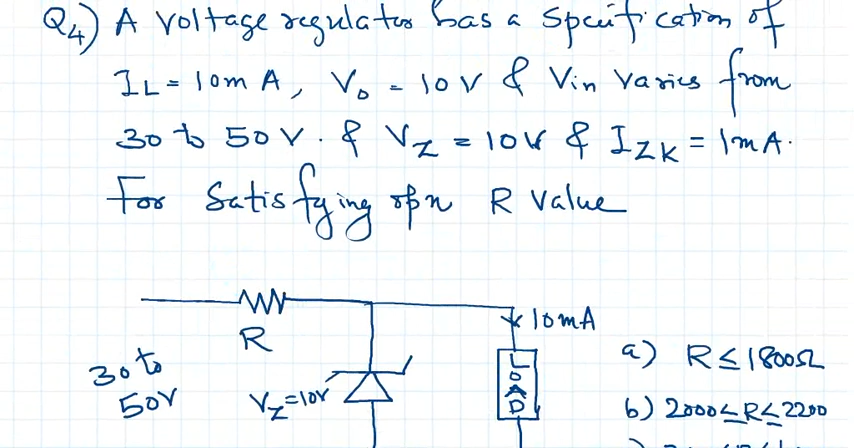 Q4) A voltage regulator has a specification of
IL = 10mA, Vo = 10V & Vin varies from
30 to 50V. & VZ = 10V & IZK = 1mA.
For Satisfying opn R value
R
10mA
30 to
50V
VZ=10V
LOAD
a) R ≤ 1800Ω
b) 2000 ≤ R ≤ 2200